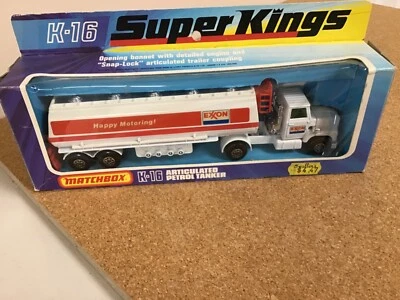 K-16 Super Kings
Opening bonnet with detailed engine and
"Snap-Lock" articulated trailer coupling
Happy Motoring!
EXXON
MATCHBOX K-16 ARTICULATED
PETROL TANKER